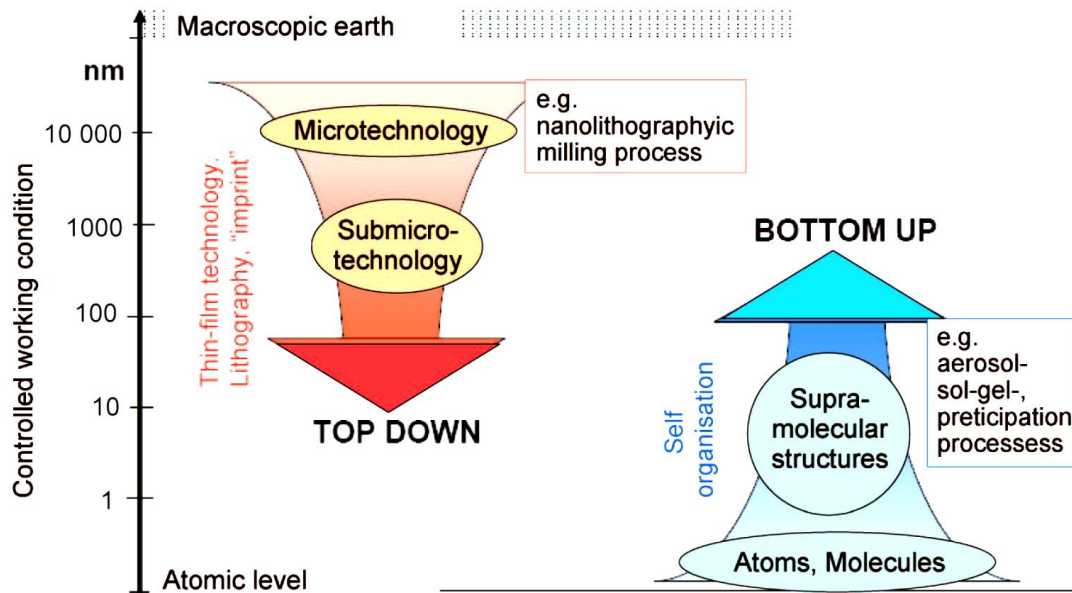 Macroscopic earth
nm
10 000
1000
100
10
1
Atomic level
Controlled working condition
Thin-film technology.
Lithography, "imprint"
Microtechnology
Submicro-
technology
TOP DOWN
e.g.
nanolithographyic
milling process
BOTTOM UP
Self
organisation
Supra-
molecular
structures
Atoms, Molecules
e.g.
aerosol-
sol-gel-,
preticipation
processess